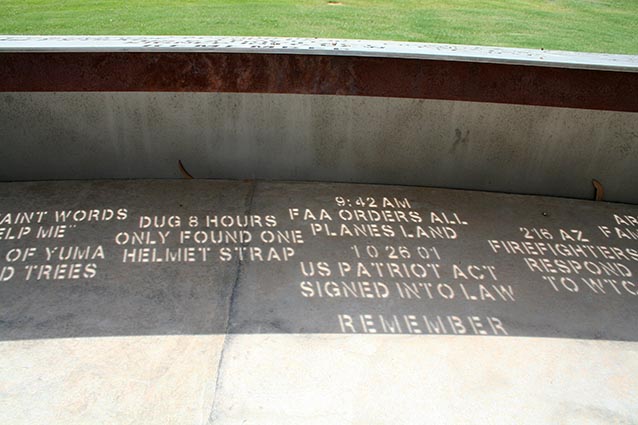 AINT WORDS
ELP ME"
OF YUMA
D TREES
DUG 8 HOURS
ONLY FOUND ONE
HELMET STRAP
9:42 AM
FAA ORDERS ALL
PLANES LAND
10 26 01
US PATRIOT ACT
SIGNED INTO LAW
REMEMBER
216 AZ
FIREFIGHTERS
RESPOND
TO WTC
A
FAM